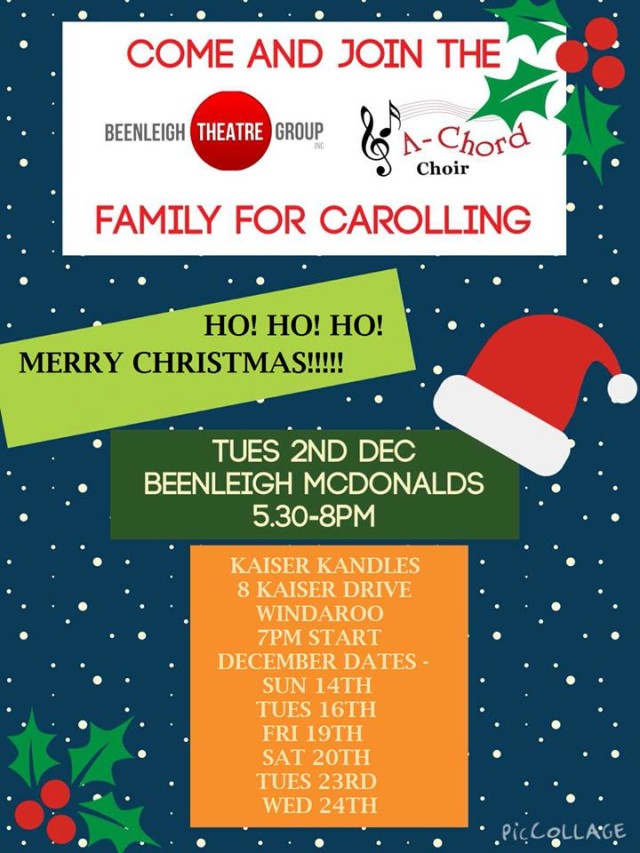 COME AND JOIN THE
BEENLEIGH THEATRE GROUP INC
A-Chord
Choir
FAMILY FOR CAROLLING
HO! HO! HO!
MERRY CHRISTMAS!!!!!
TUES 2ND DEC
BEENLEIGH MCDONALDS
5.30-8PM
KAISER KANDLES
8 KAISER DRIVE
WINDAROO
7PM START
DECEMBER DATES -
SUN 14TH
TUES 16TH
FRI 19TH
SAT 20TH
TUES 23RD
WED 24TH
PicCOLLAGE